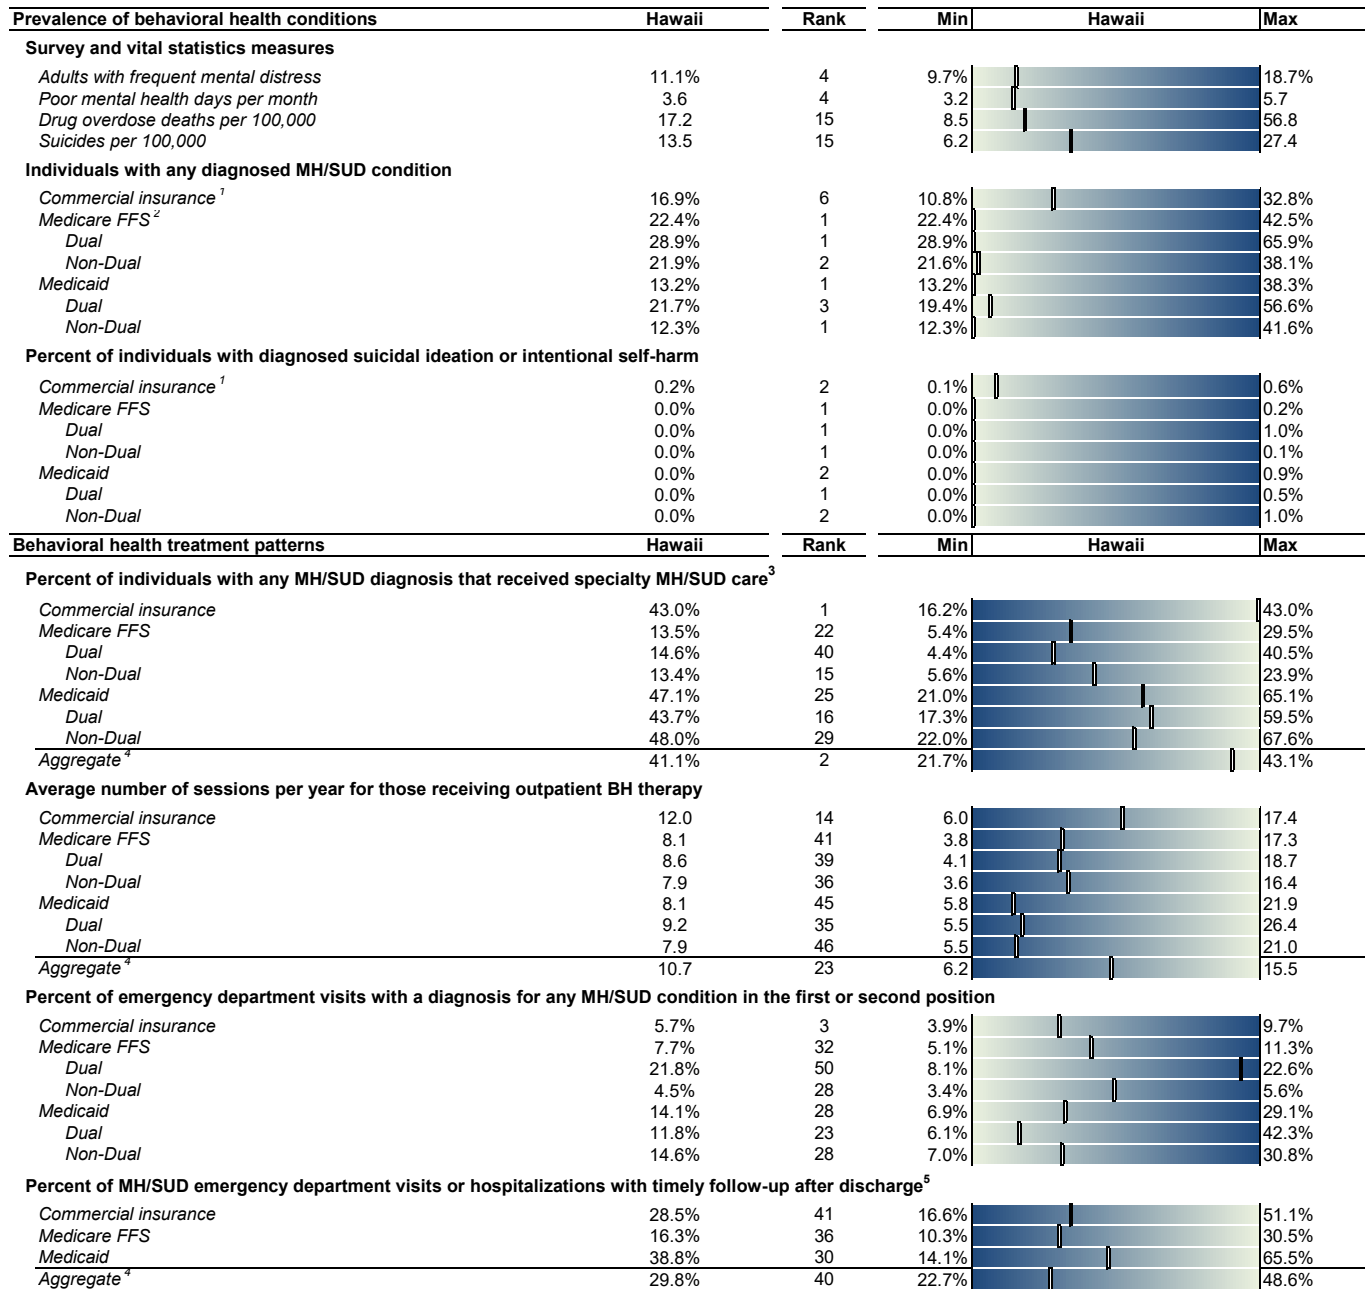 Prevalence of behavioral health conditions Hawaii Rank Min Hawaii Max
Survey and vital statistics measures
Adults with frequent mental distress 11.1% 4 9.7% 18.7%
Poor mental health days per month 3.6 4 3.2 5.7
Drug overdose deaths per 100,000 17.2 15 8.5 56.8
Suicides per 100,000 13.5 15 6.2 27.4
Individuals with any diagnosed MH/SUD condition
Commercial insurance 1 16.9% 6 10.8% 32.8%
Medicare FFS 2 22.4% 1 22.4% 42.5%
Dual 28.9% 1 28.9% 65.9%
Non-Dual 21.9% 2 21.6% 38.1%
Medicaid 13.2% 1 13.2% 38.3%
Dual 21.7% 3 19.4% 56.6%
Non-Dual 12.3% 1 12.3% 41.6%
Percent of individuals with diagnosed suicidal ideation or intentional self-harm
Commercial insurance 1 0.2% 2 0.1% 0.6%
Medicare FFS 0.0% 1 0.0% 0.2%
Dual 0.0% 1 0.0% 1.0%
Non-Dual 0.0% 1 0.0% 0.1%
Medicaid 0.0% 2 0.0% 0.9%
Dual 0.0% 1 0.0% 0.5%
Non-Dual 0.0% 2 0.0% 1.0%
Behavioral health treatment patterns Hawaii Rank Min Hawaii Max
Percent of individuals with any MH/SUD diagnosis that received specialty MH/SUD care3
Commercial insurance 43.0% 1 16.2% 43.0%
Medicare FFS 13.5% 22 5.4% 29.5%
Dual 14.6% 40 4.4% 40.5%
Non-Dual 13.4% 15 5.6% 23.9%
Medicaid 47.1% 25 21.0% 65.1%
Dual 43.7% 16 17.3% 59.5%
Non-Dual 48.0% 29 22.0% 67.6%
Aggregate 4 41.1% 2 21.7% 43.1%
Average number of sessions per year for those receiving outpatient BH therapy
Commercial insurance 12.0 14 6.0 17.4
Medicare FFS 8.1 41 3.8 17.3
Dual 8.6 39 4.1 18.7
Non-Dual 7.9 36 3.6 16.4
Medicaid 8.1 45 5.8 21.9
Dual 9.2 35 5.5 26.4
Non-Dual 7.9 46 5.5 21.0
Aggregate 4 10.7 23 6.2 15.5
Percent of emergency department visits with a diagnosis for any MH/SUD condition in the first or second position
Commercial insurance 5.7% 3 3.9% 9.7%
Medicare FFS 7.7% 32 5.1% 11.3%
Dual 21.8% 50 8.1% 22.6%
Non-Dual 4.5% 28 3.4% 5.6%
Medicaid 14.1% 28 6.9% 29.1%
Dual 11.8% 23 6.1% 42.3%
Non-Dual 14.6% 28 7.0% 30.8%
Percent of MH/SUD emergency department visits or hospitalizations with timely follow-up after discharge5
Commercial insurance 28.5% 41 16.6% 51.1%
Medicare FFS 16.3% 36 10.3% 30.5%
Medicaid 38.8% 30 14.1% 65.5%
Aggregate 4 29.8% 40 22.7% 48.6%